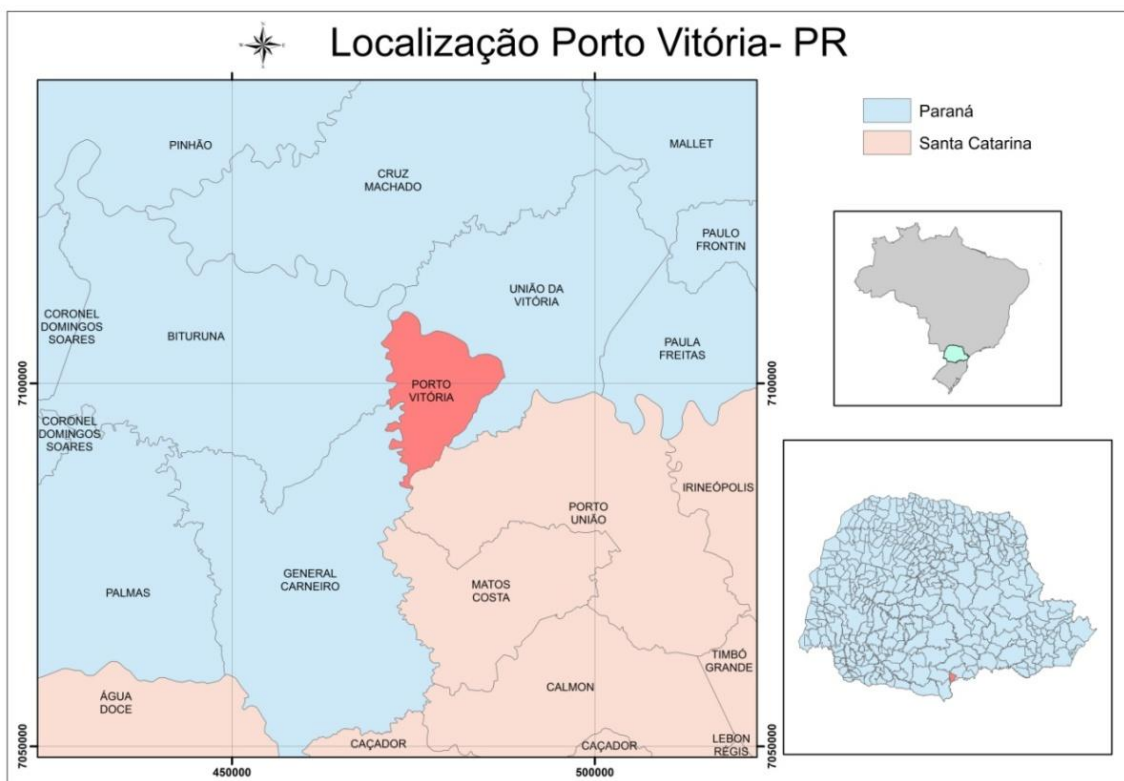 Localização Porto Vitória- PR
Paraná
Santa Catarina
PINHÃO
MALLET
CRUZ
MACHADO
PAULO
FRONTIN
UNIÃO DA
VITÓRIA
CORONEL
DOMINGOS
SOARES
BITURUNA
PAULA
FREITAS
PORTO
VITÓRIA
7100000
7100000
CORONEL
DOMINGOS
SOARES
IRINEÓPOLIS
PORTO
UNIÃO
GENERAL
CARNEIRO
MATOS
COSTA
PALMAS
TIMBÓ
GRANDE
ÁGUA
DOCE
CALMON
CAÇADOR
CAÇADOR
LEBON
RÉGIS
7050000
7050000
450000
500000